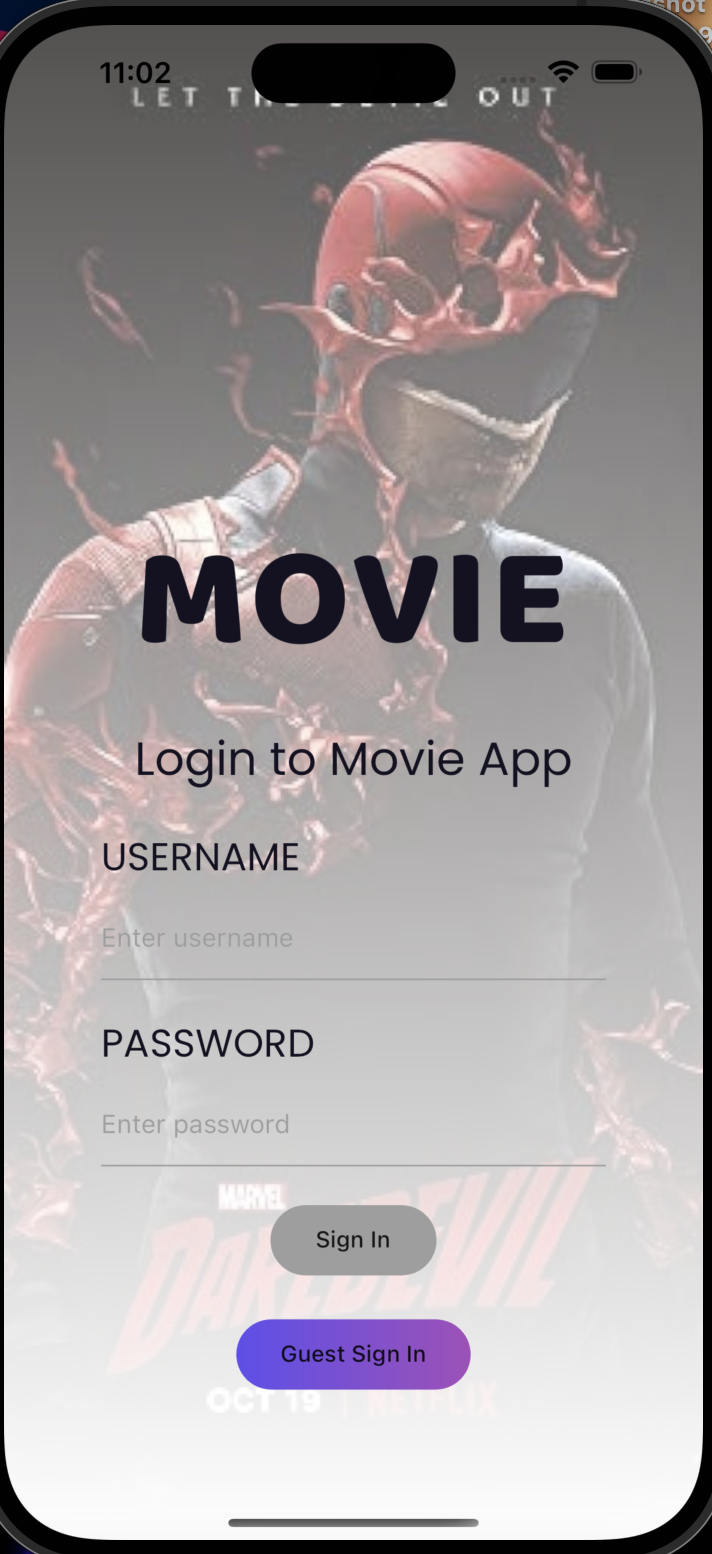 11:02
LET THE DEVIL OUT
MOVIE
Login to Movie App
USERNAME
Enter username
PASSWORD
Enter password
MARVEL
DAREDEVIL
Sign In
Guest Sign In
OCT 19 | NETFLIX